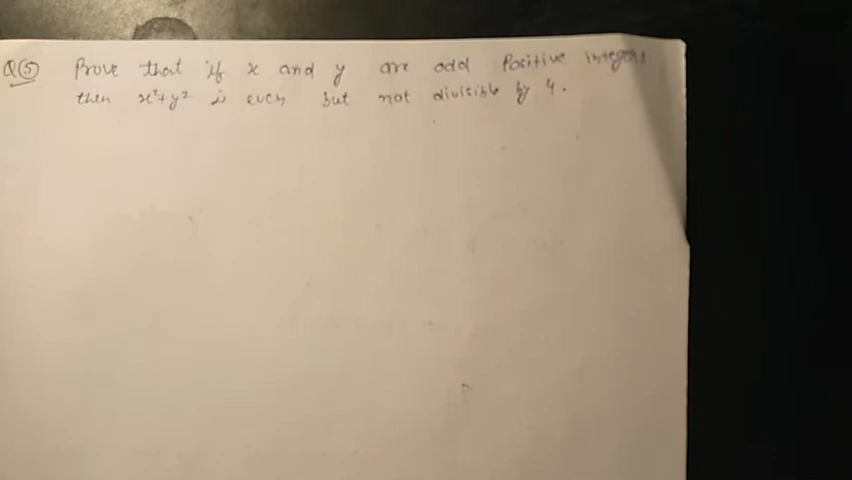 Q⑤ Prove that if x and y are odd Positive integers
then x²+y² is even but not divisible by 4.